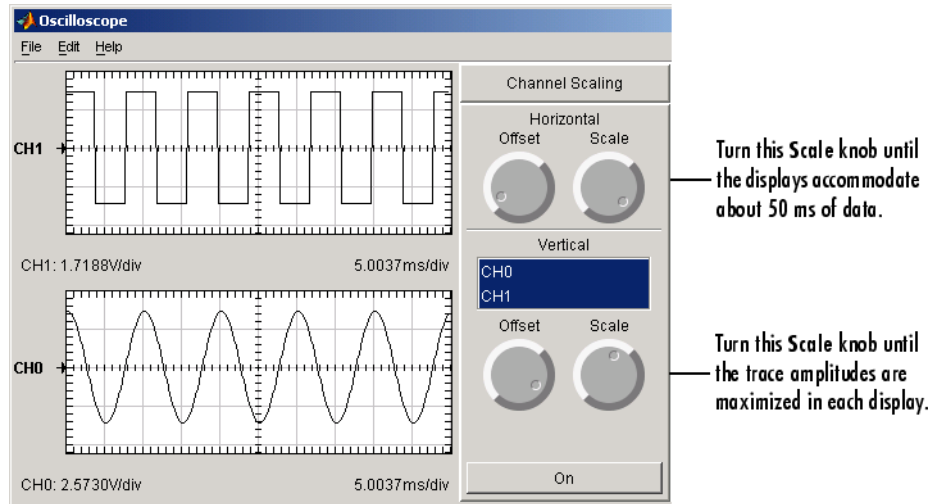 Oscilloscope
File Edit Help
CH1
CH1: 1.7188V/div 5.0037ms/div
CH0
CH0: 2.5730V/div 5.0037ms/div
Channel Scaling
Horizontal
Offset Scale
Vertical
CH0
CH1
Offset Scale
On
Turn this Scale knob until
the displays accommodate
about 50 ms of data.
Turn this Scale knob until
the trace amplitudes are
maximized in each display.